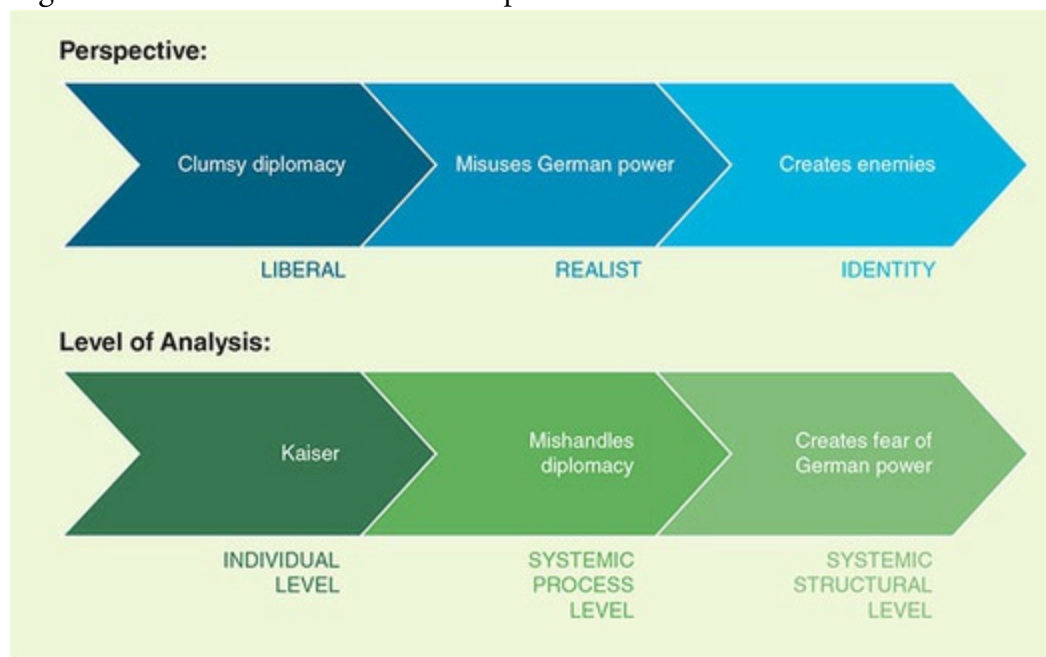 Perspective:
Clumsy diplomacy
Misuses German power
Creates enemies
LIBERAL
REALIST
IDENTITY
Level of Analysis:
Kaiser
Mishandles
diplomacy
Creates fear of
German power
INDIVIDUAL
LEVEL
SYSTEMIC
PROCESS
LEVEL
SYSTEMIC
STRUCTURAL
LEVEL